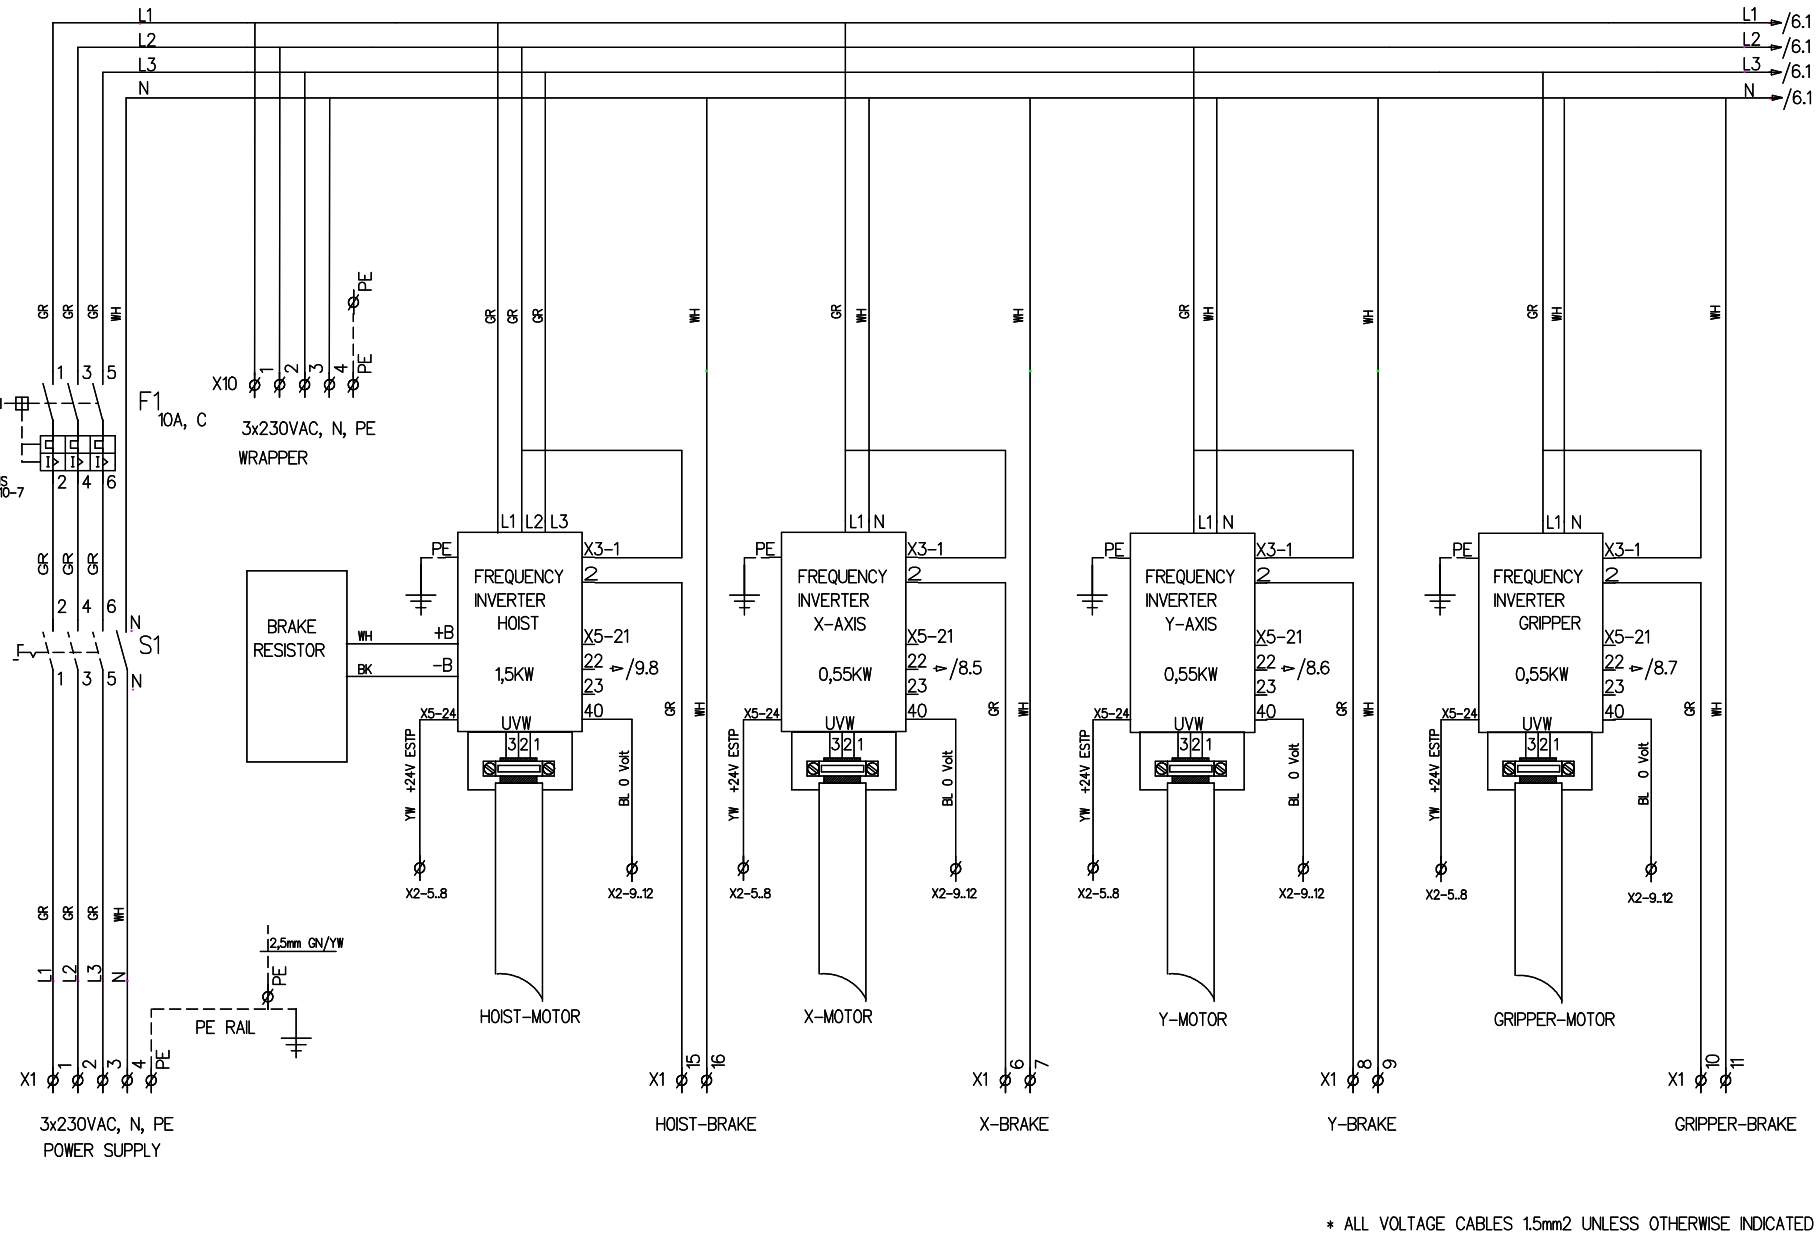 L1
L1 /6.1
L2
L2 /6.1
L3
L3 /6.1
N
N /6.1
PE
GR GR GR WH
GR GR GR
WH
GR WH
WH
GR WH
WH
GR WH
WH
1 3 5
F1
10A, C
X10 1 2 3 4 PE
3x230VAC, N, PE
WRAPPER
I> I> I>
2 4 6
S
10-7
GR GR GR
2 4 6 N
S1
1 3 5 N
L1 L2 L3
L1 N
L1 N
L1 N
PE
FREQUENCY
INVERTER
HOIST
1,5KW
UVW
3 2 1
X3-1
2
X5-21
22 /9.8
23
40
BRAKE
RESISTOR
WH +B
BK -B
X5-24
YW +24V ESTP
X2-5..8
BL 0 Volt
X2-9..12
GR WH
HOIST-MOTOR
PE
FREQUENCY
INVERTER
X-AXIS
0,55KW
UVW
3 2 1
X3-1
2
X5-21
22 /8.5
23
40
X5-24
YW +24V ESTP
X2-5..8
BL 0 Volt
X2-9..12
GR WH
X-MOTOR
PE
FREQUENCY
INVERTER
Y-AXIS
0,55KW
UVW
3 2 1
X3-1
2
X5-21
22 /8.6
23
40
X5-24
YW +24V ESTP
X2-5..8
BL 0 Volt
X2-9..12
GR WH
Y-MOTOR
PE
FREQUENCY
INVERTER
GRIPPER
0,55KW
UVW
3 2 1
X3-1
2
X5-21
22 /8.7
23
40
X5-24
YW +24V ESTP
X2-5..8
BL 0 Volt
X2-9..12
GR WH
GRIPPER-MOTOR
GR GR GR WH
L1 L2 L3 N
2,5mm GN/YW
PE
PE RAIL
X1 1 2 3 4 PE
3x230VAC, N, PE
POWER SUPPLY
X1 15 16
HOIST-BRAKE
X1 6 7
X-BRAKE
X1 8 9
Y-BRAKE
X1 10 11
GRIPPER-BRAKE
* ALL VOLTAGE CABLES 1.5mm2 UNLESS OTHERWISE INDICATED